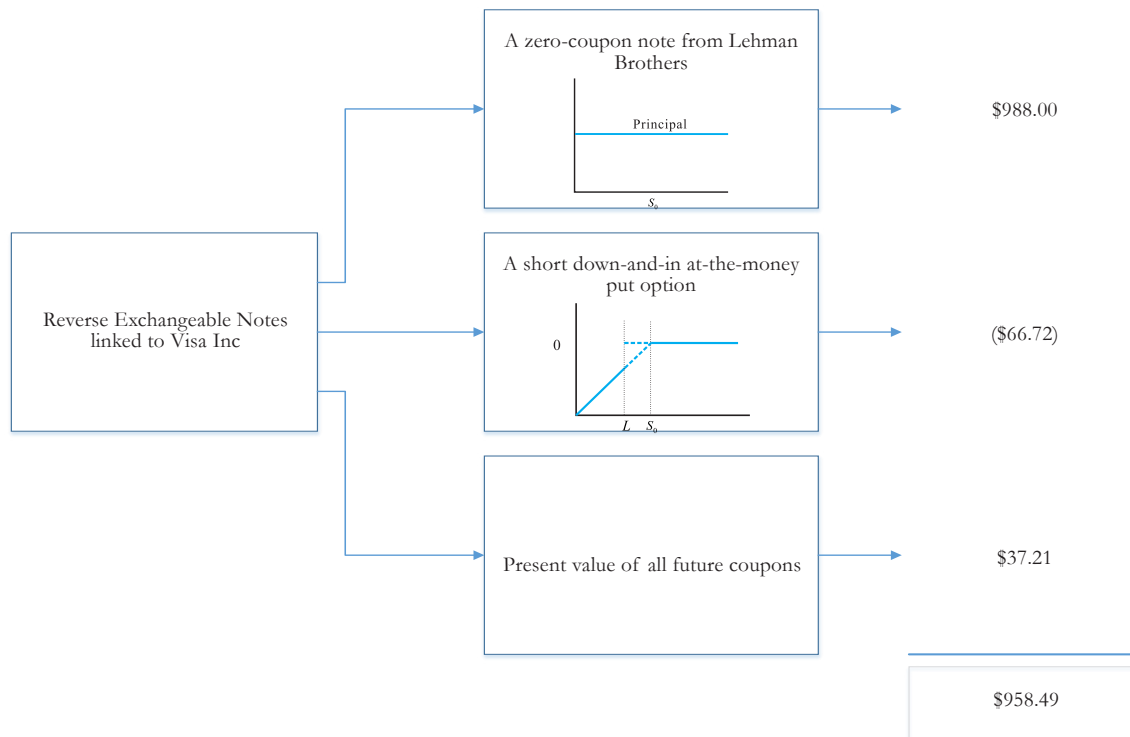 A zero-coupon note from Lehman
Brothers
Principal
S₀
$988.00
Reverse Exchangeable Notes
linked to Visa Inc
A short down-and-in at-the-money
put option
0
L S₀
($66.72)
Present value of all future coupons
$37.21
$958.49